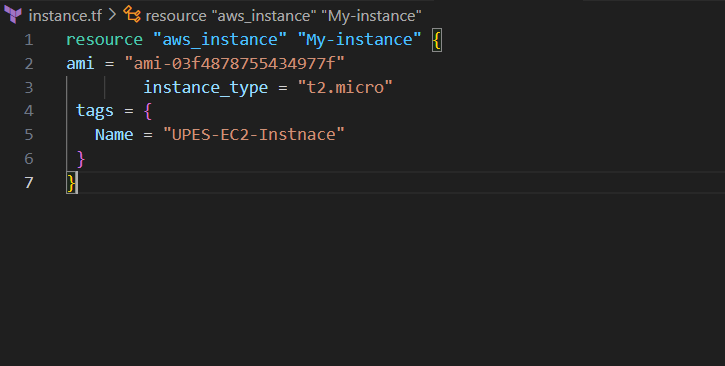 instance.tf > resource "aws_instance" "My-instance"
1 resource "aws_instance" "My-instance" {
2 ami = "ami-03f4878755434977f"
3 instance_type = "t2.micro"
4 tags = {
5 Name = "UPES-EC2-Instnace"
6 }
7 }